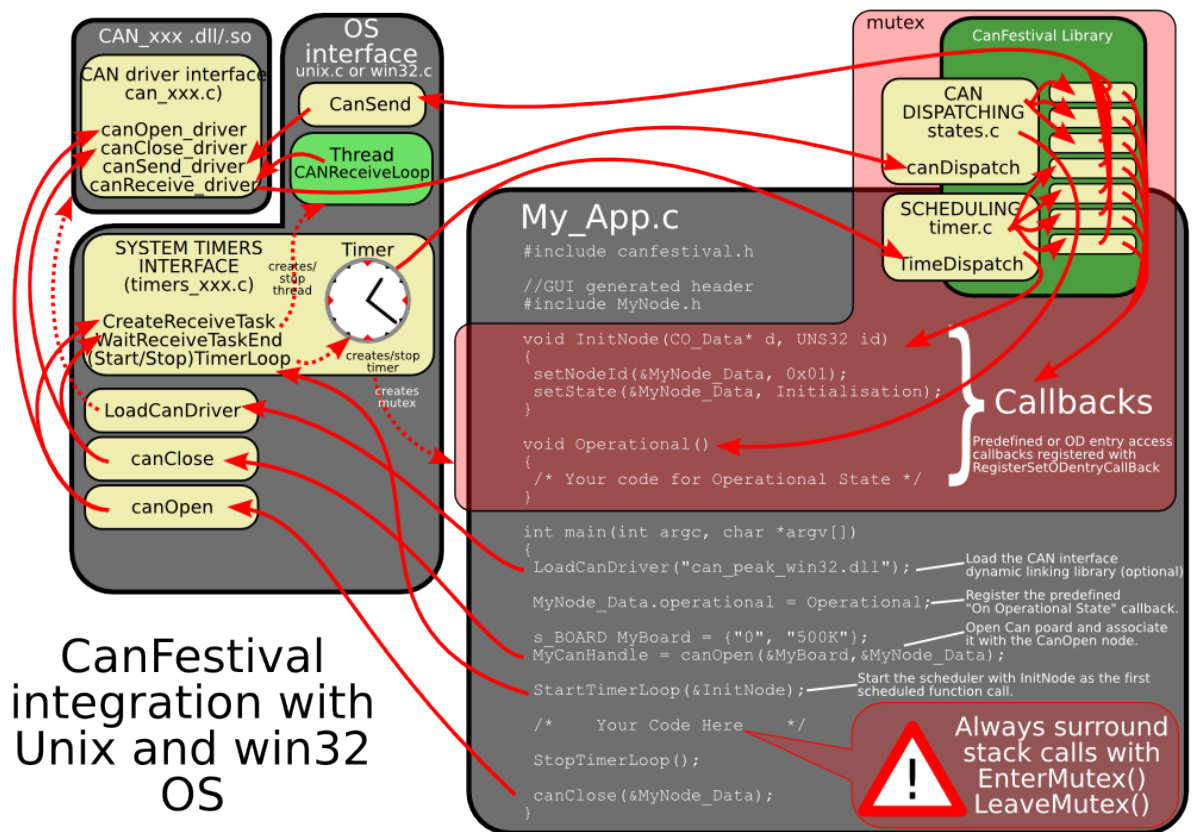 CAN_xxx .dll/.so
CAN driver interface
can_xxx.c)
canOpen_driver
canClose_driver
canSend_driver
canReceive_driver
OS
interface
unix.c or win32.c
CanSend
Thread
CANReceiveLoop
SYSTEM TIMERS
INTERFACE
(timers_xxx.c)
creates/
stop
thread
Timer
CreateReceiveTask
WaitReceiveTaskEnd
(Start/Stop)TimerLoop
creates/stop
timer
creates
mutex
LoadCanDriver
canClose
canOpen
CanFestival
integration with
Unix and win32
OS
mutex
CanFestival Library
CAN
DISPATCHING
states.c
canDispatch
SCHEDULING
timer.c
TimeDispatch
My_App.c
#include canfestival.h
//GUI generated header
#include MyNode.h
void InitNode(CO_Data* d, UNS32 id)
{
setNodeId(&MyNode_Data, 0x01);
setState(&MyNode_Data, Initialisation);
}
void Operational()
{
/* Your code for Operational State */
}
} Callbacks
Predefined or OD entry access
callbacks registered with
RegisterSetODentryCallBack
int main(int argc, char *argv[])
{
LoadCanDriver("can_peak_win32.dll");
Load the CAN interface
dynamic linking library (optional)
MyNode_Data.operational = Operational;
Register the predefined
"On Operational State" callback.
s_BOARD MyBoard = {"0", "500K"};
MyCanHandle = canOpen(&MyBoard,&MyNode_Data);
Open Can poard and associate
it with the CanOpen node.
StartTimerLoop(&InitNode);
Start the scheduler with InitNode as the first
scheduled function call.
/* Your Code Here */
StopTimerLoop();
canClose(&MyNode_Data);
}
!
Always surround
stack calls with
EnterMutex()
LeaveMutex()